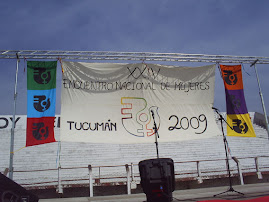 XXIV
ENCUENTRO NACIONAL DE MUJERES
TUCUMÁN 2009